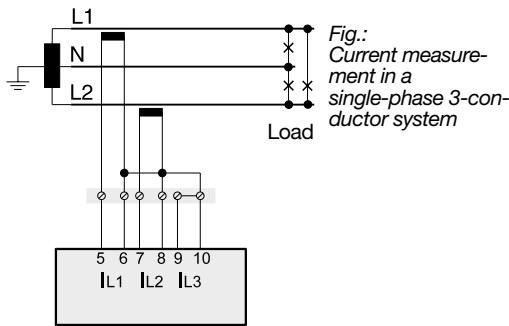 L1
N
L2
Load
Fig.:
Current measure-
ment in a
single-phase 3-con-
ductor system
5 6 7 8 9 10
IL1 IL2 IL3